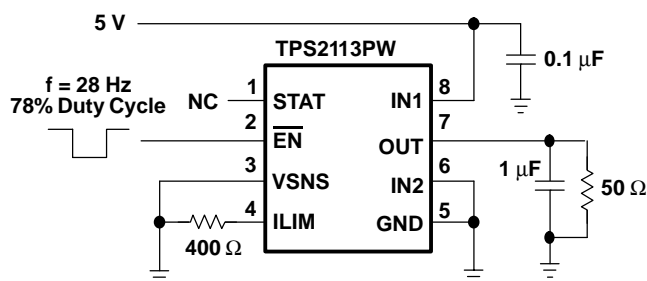 5 V
TPS2113PW
0.1 μF
f = 28 Hz
78% Duty Cycle
NC
1
STAT
IN1
8
2
EN
OUT
7
3
VSNS
IN2
6
1 μF
50 Ω
4
ILIM
GND
5
400 Ω